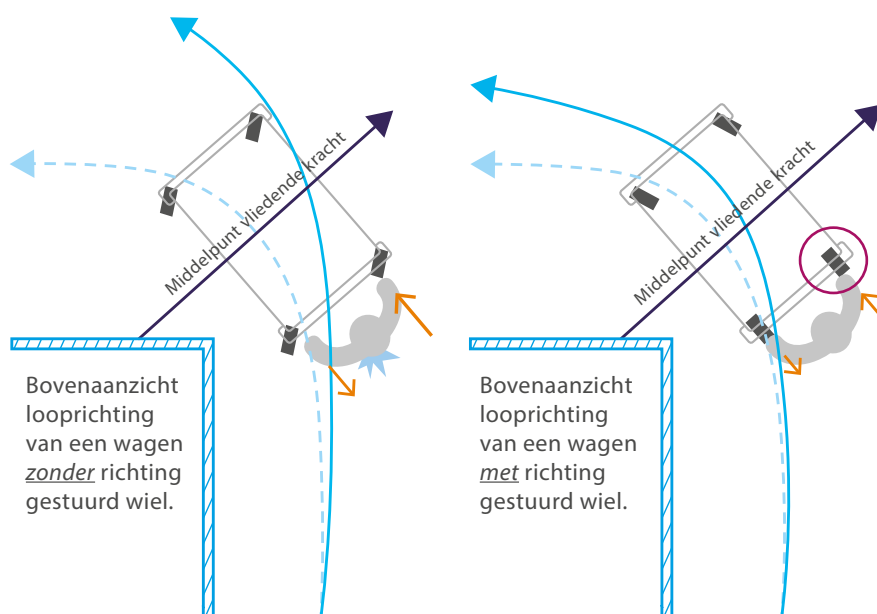 Middelpunt vliedende kracht
Bovenaanzicht
looprichting
van een wagen
zonder richting
gestuurd wiel.
Middelpunt vliedende kracht
Bovenaanzicht
looprichting
van een wagen
met richting
gestuurd wiel.